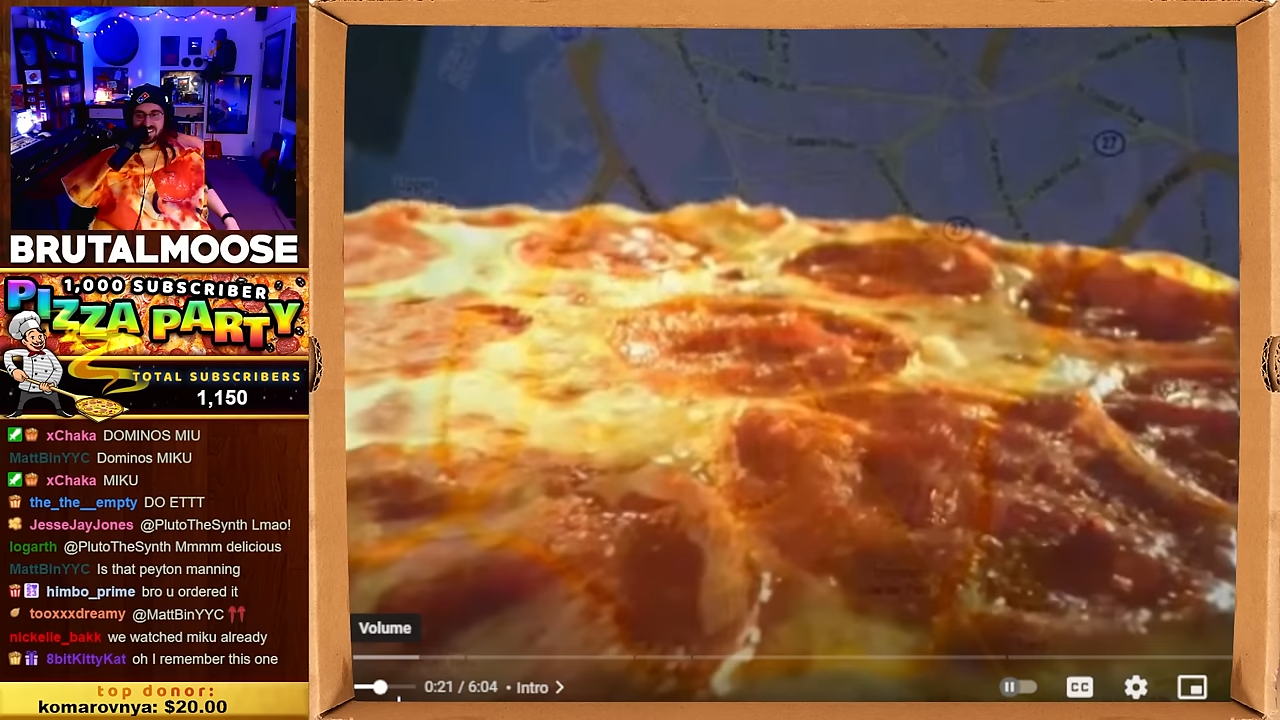 BRUTALMOOSE
1,000 SUBSCRIBER
PIZZA PARTY
TOTAL SUBSCRIBERS
1,150
xChaka DOMINOS MIU
MattBinYYC Dominos MIKU
xChaka MIKU
the_the__empty DO ETTT
JesseJayJones @PlutoTheSynth Lmao!
logarth @PlutoTheSynth Mmmm delicious
MattBinYYC Is that peyton manning
himbo_prime bro u ordered it
tooxxxdreamy @MattBinYYC
nickelle_bakk we watched miku already
8bitKittyKat oh I remember this one
top donor:
komarovnya: $20.00
27
Volume
0:21 / 6:04 • Intro
CC